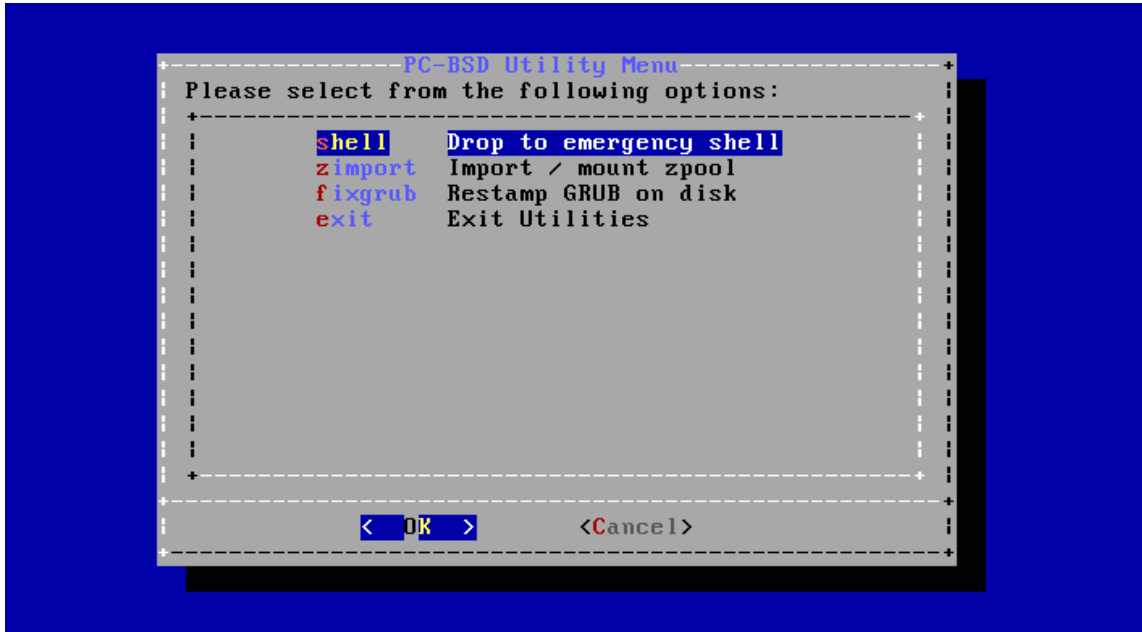 PC-BSD Utility Menu
Please select from the following options:
shell Drop to emergency shell
zimport Import / mount zpool
fixgrub Restamp GRUB on disk
exit Exit Utilities
< OK > <Cancel>